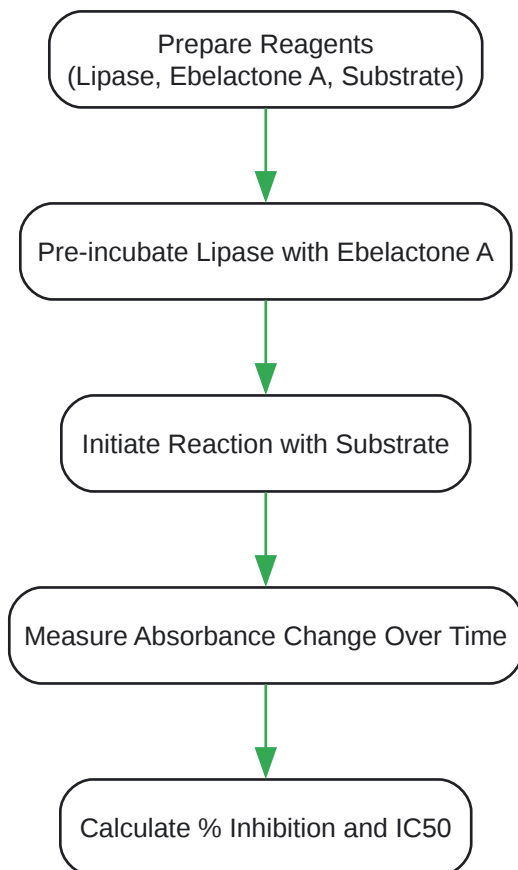 Prepare Reagents
(Lipase, Ebelactone A, Substrate)
Pre-incubate Lipase with Ebelactone A
Initiate Reaction with Substrate
Measure Absorbance Change Over Time
Calculate % Inhibition and IC50